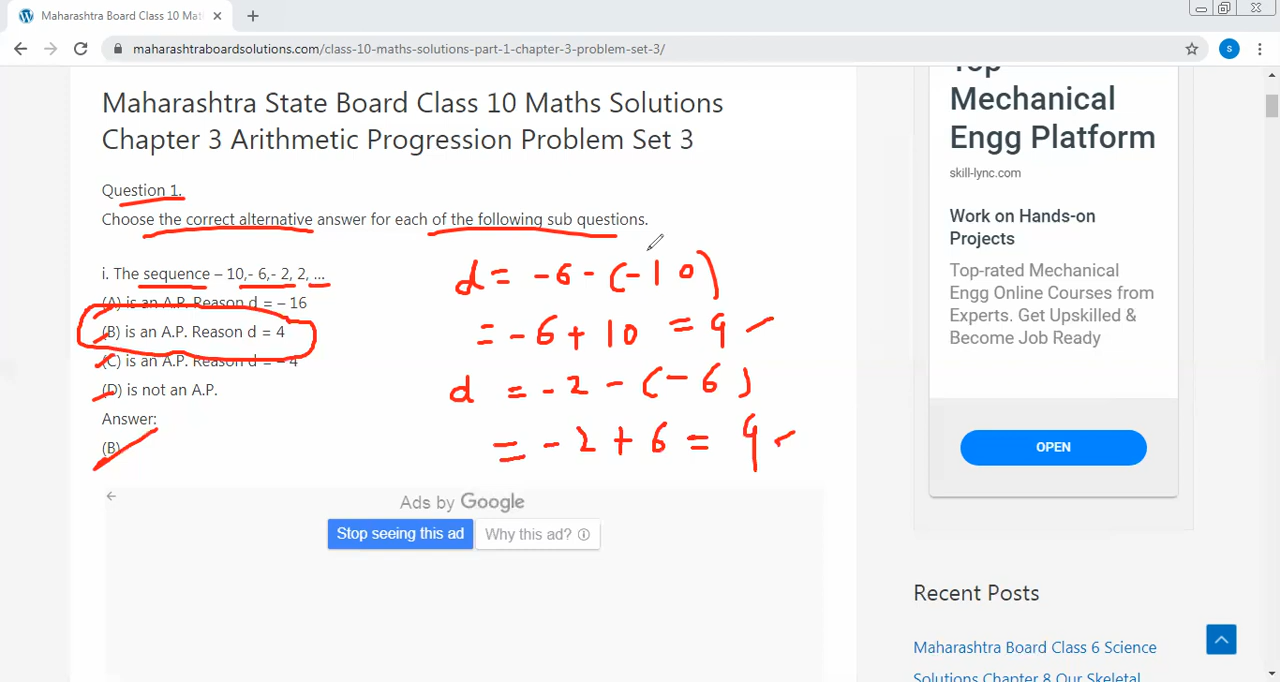 Maharashtra Board Class 10 Mat
maharashtraboardsolutions.com/class-10-maths-solutions-part-1-chapter-3-problem-set-3/
s
Maharashtra State Board Class 10 Maths Solutions
Chapter 3 Arithmetic Progression Problem Set 3
Question 1.
Choose the correct alternative answer for each of the following sub questions.
i. The sequence – 10,- 6,- 2, 2, ...
(A) is an A.P. Reason d = – 16
(B) is an A.P. Reason d = 4
(C) is an A.P. Reason d = – 4
(D) is not an A.P.
Answer:
(B)
d = -6 - (-10)
= -6 + 10 = 4
d = -2 - (-6)
= -2 + 6 = 4
Ads by Google
Stop seeing this ad
Why this ad?
Top
Mechanical
Engg Platform
skill-lync.com
Work on Hands-on
Projects
Top-rated Mechanical
Engg Online Courses from
Experts. Get Upskilled &
Become Job Ready
OPEN
Recent Posts
Maharashtra Board Class 6 Science
Solutions Chapter 8 Our Skeletal